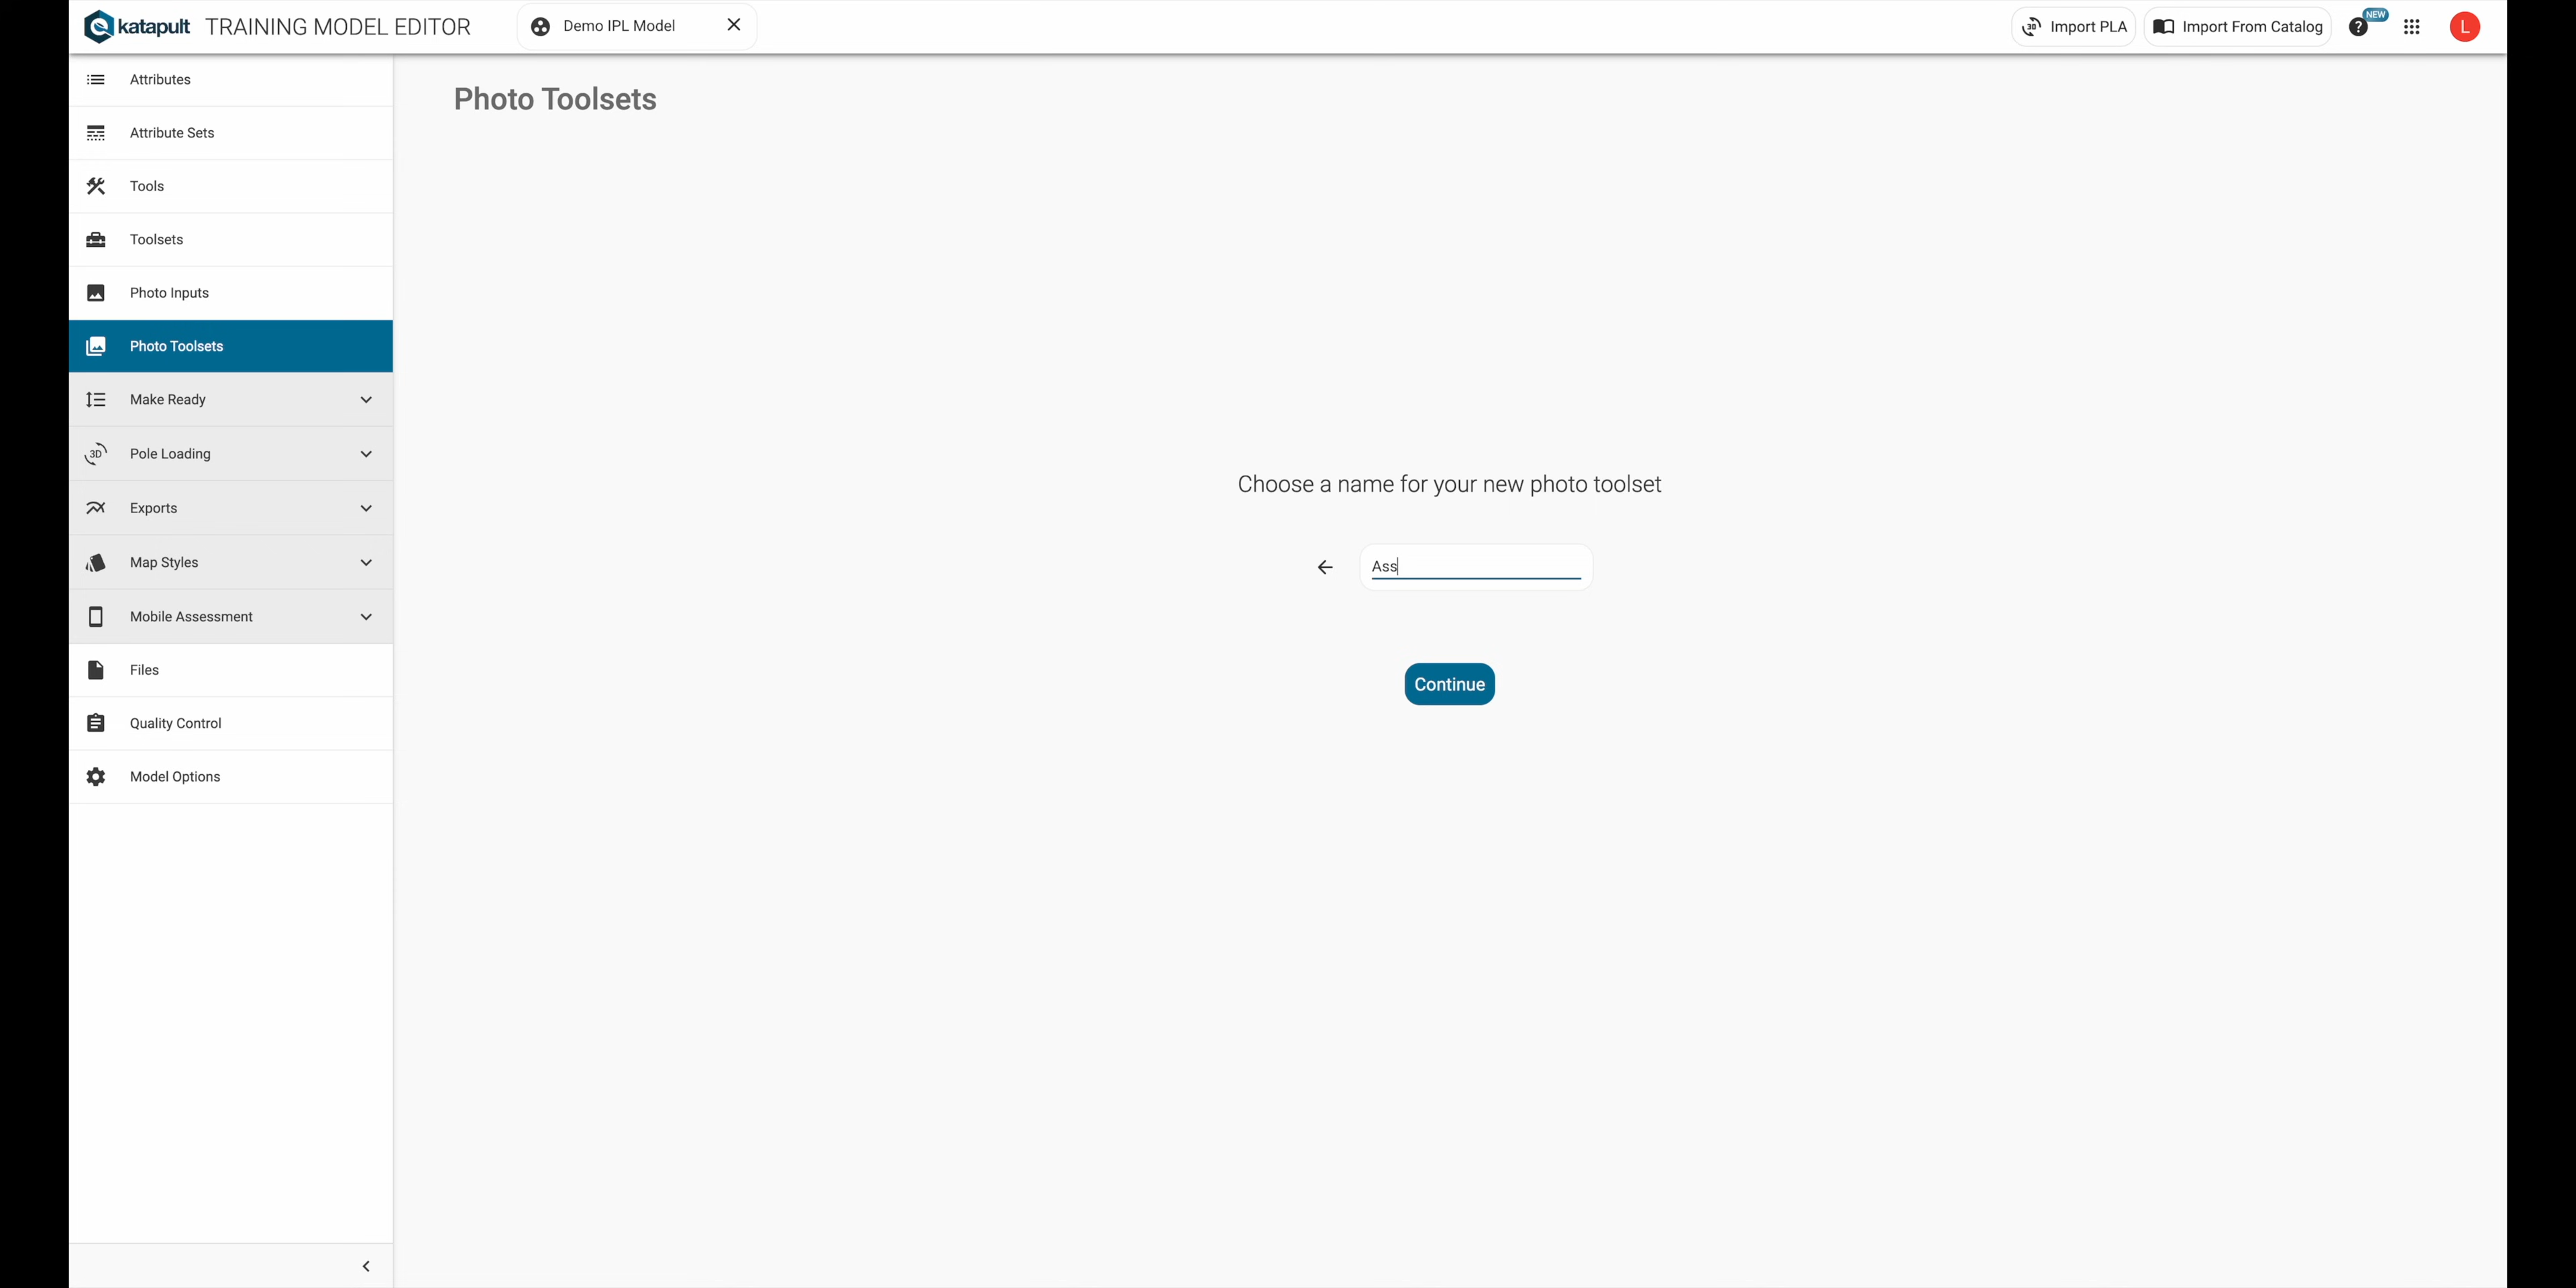 katapult TRAINING MODEL EDITOR
Demo IPL Model
3D Import PLA
Import From Catalog
? NEW
L
Attributes
Attribute Sets
Tools
Toolsets
Photo Inputs
Photo Toolsets
Make Ready
3D Pole Loading
Exports
Map Styles
Mobile Assessment
Files
Quality Control
Model Options
Photo Toolsets
Choose a name for your new photo toolset
Ass
Continue